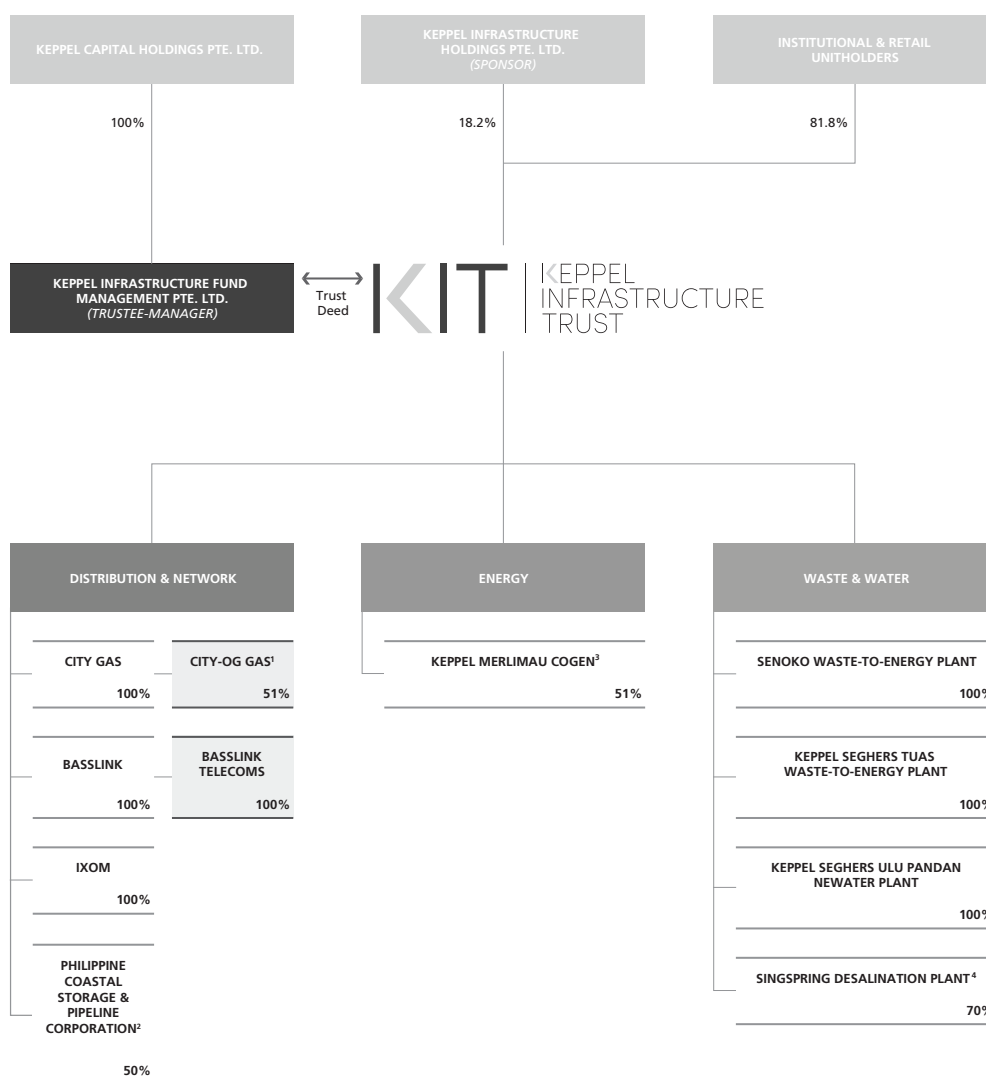 KEPPEL CAPITAL HOLDINGS PTE. LTD.
KEPPEL INFRASTRUCTURE
HOLDINGS PTE. LTD.
(SPONSOR)
INSTITUTIONAL & RETAIL
UNITHOLDERS
100%
18.2%
81.8%
KEPPEL INFRASTRUCTURE FUND
MANAGEMENT PTE. LTD.
(TRUSTEE-MANAGER)
Trust
Deed
KIT
KEPPEL
INFRASTRUCTURE
TRUST
DISTRIBUTION & NETWORK
CITY GAS
100%
CITY-OG GAS¹
51%
BASSLINK
100%
BASSLINK
TELECOMS
100%
IXOM
100%
PHILIPPINE
COASTAL
STORAGE &
PIPELINE
CORPORATION²
50%
ENERGY
KEPPEL MERLIMAU COGEN³
51%
WASTE & WATER
SENOKO WASTE-TO-ENERGY PLANT
100%
KEPPEL SEGHERS TUAS
WASTE-TO-ENERGY PLANT
100%
KEPPEL SEGHERS ULU PANDAN
NEWATER PLANT
100%
SINGSPRING DESALINATION PLANT⁴
70%